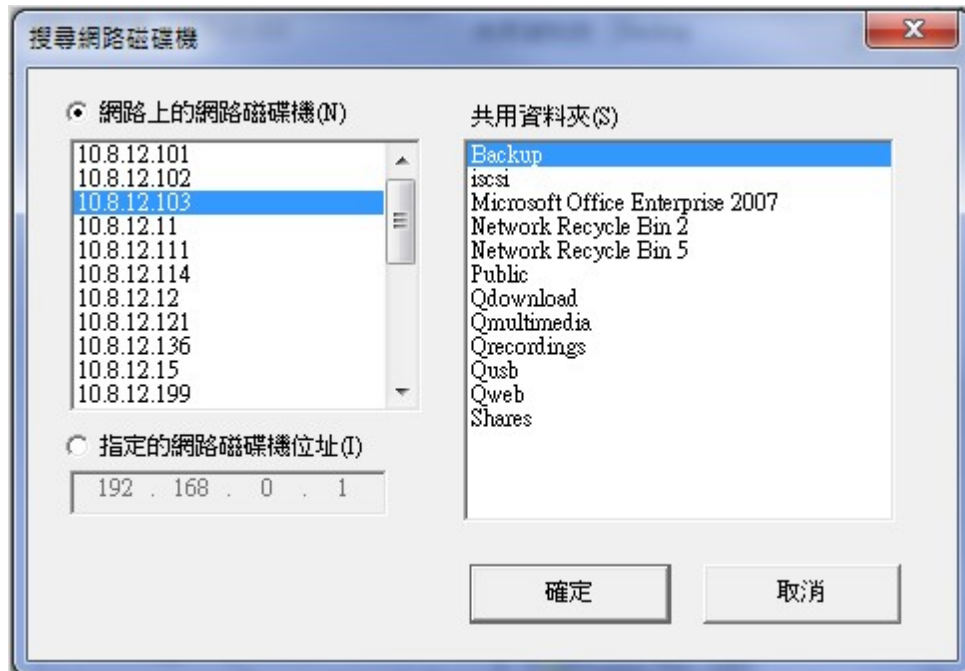 搜尋網路磁碟機
網路上的網路磁碟機(N)
10.8.12.101
10.8.12.102
10.8.12.103
10.8.12.11
10.8.12.111
10.8.12.114
10.8.12.12
10.8.12.121
10.8.12.136
10.8.12.15
10.8.12.199
指定的網路磁碟機位址(I)
192 . 168 . 0 . 1
共用資料夾(S)
Backup
iscsi
Microsoft Office Enterprise 2007
Network Recycle Bin 2
Network Recycle Bin 5
Public
Qdownload
Qmultimedia
Qrecordings
Qusb
Qweb
Shares
確定
取消